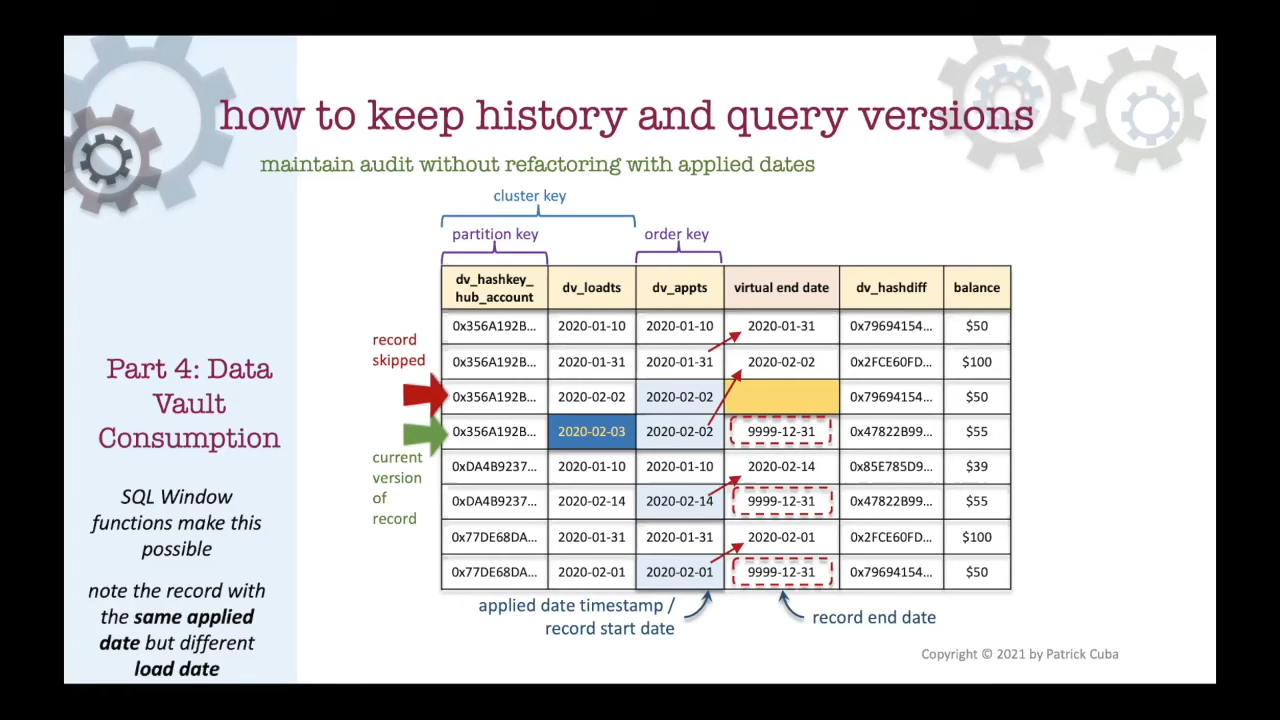 how to keep history and query versions
maintain audit without refactoring with applied dates
cluster key
partition key order key
dv_hashkey_
hub_account dv_loadts dv_appts virtual end date dv_hashdiff balance
0x356A192B... 2020-01-10 2020-01-10 2020-01-31 0x79694154... $50
0x356A192B... 2020-01-31 2020-01-31 2020-02-02 0x2FCE60FD... $100
0x356A192B... 2020-02-02 2020-02-02 0x79694154... $50
0x356A192B... 2020-02-03 2020-02-02 9999-12-31 0x47822B99... $55
0xDA4B9237... 2020-01-10 2020-01-10 2020-02-14 0x85E785D9... $39
0xDA4B9237... 2020-02-14 2020-02-14 9999-12-31 0x47822B99... $55
0x77DE68DA... 2020-01-31 2020-01-31 2020-02-01 0x2FCE60FD... $100
0x77DE68DA... 2020-02-01 2020-02-01 9999-12-31 0x79694154... $50
record
skipped
current
version
of
record
applied date timestamp /
record start date
record end date
Part 4: Data
Vault
Consumption
SQL Window
functions make this
possible
note the record with
the same applied
date but different
load date
Copyright © 2021 by Patrick Cuba